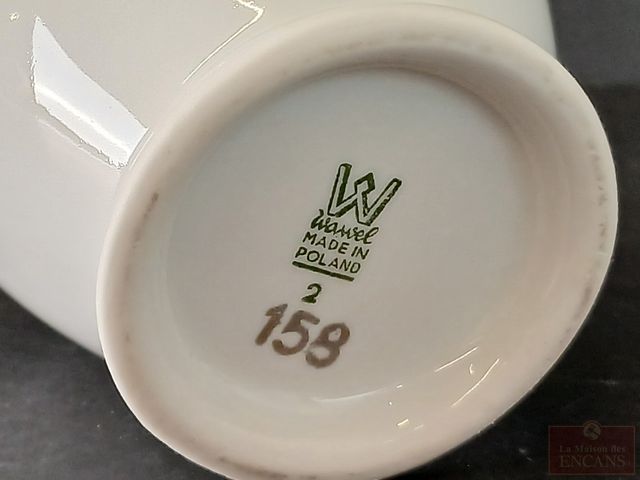 W
Wawel
MADE IN
POLAND
2
158
La Maison des
ENCANS